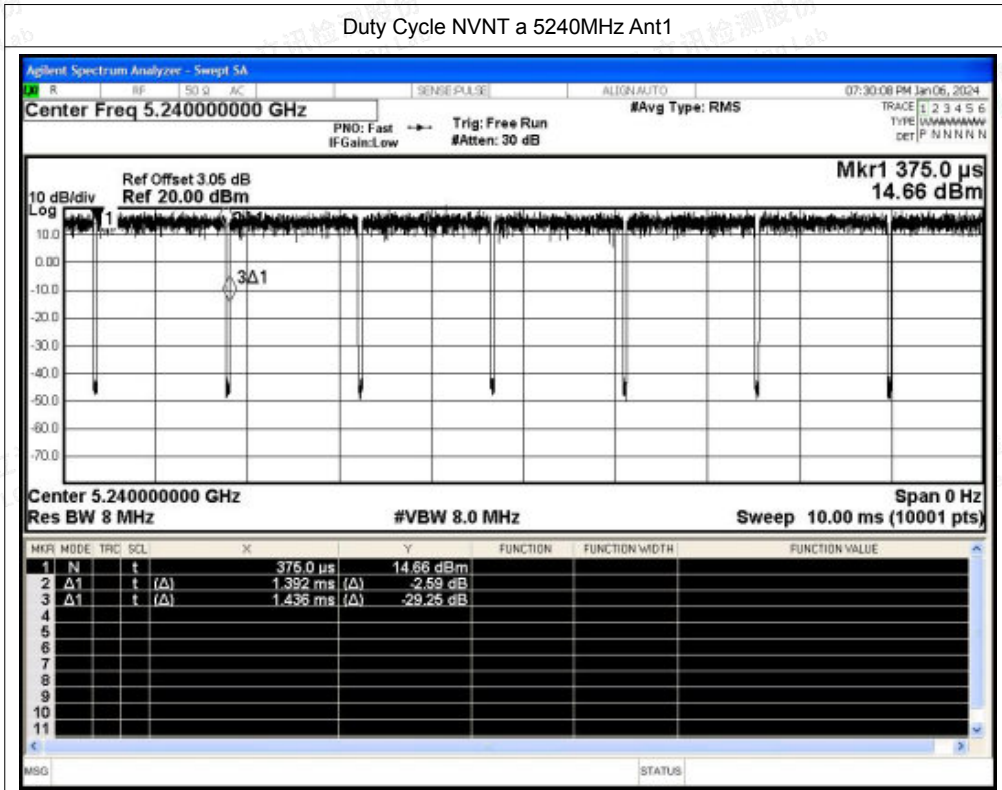 Duty Cycle NVNT a 5240MHz Ant1
Agilent Spectrum Analyzer - Swept SA
R RF 50 Ω AC SENSE:PULSE ALIGNAUTO 07:30:08 PM Jan 06, 2024
Center Freq 5.240000000 GHz #Avg Type: RMS TRACE 1 2 3 4 5 6
PNO: Fast Trig: Free Run TYPE
IFGain:Low #Atten: 30 dB DET P N N N N N
Mkr1 375.0 µs
Ref Offset 3.05 dB
10 dB/div Ref 20.00 dBm 14.66 dBm
Log
1
10.0
0.00
3Δ1
-10.0
-20.0
-30.0
-40.0
-50.0
-60.0
-70.0
Center 5.240000000 GHz Span 0 Hz
Res BW 8 MHz #VBW 8.0 MHz Sweep 10.00 ms (10001 pts)
MKR MODE TRC SCL X Y FUNCTION FUNCTION WIDTH FUNCTION VALUE
1 N t 375.0 µs 14.66 dBm
2 Δ1 t (Δ) 1.392 ms (Δ) -2.59 dB
3 Δ1 t (Δ) 1.436 ms (Δ) -29.25 dB
4
5
6
7
8
9
10
11
MSG STATUS